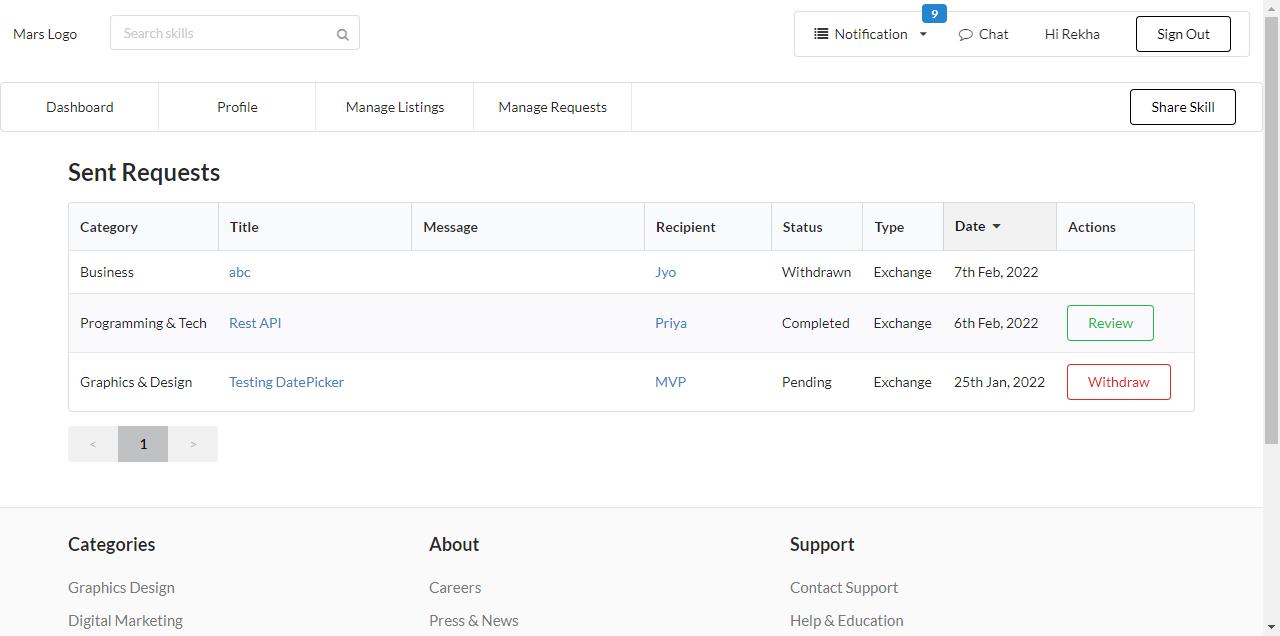 Mars Logo
Search skills
Notification
9
Chat
Hi Rekha
Sign Out
Dashboard
Profile
Manage Listings
Manage Requests
Share Skill
Sent Requests
Category Title Message Recipient Status Type Date Actions
Business abc Jyo Withdrawn Exchange 7th Feb, 2022
Programming & Tech Rest API Priya Completed Exchange 6th Feb, 2022 Review
Graphics & Design Testing DatePicker MVP Pending Exchange 25th Jan, 2022 Withdraw
< 1 >
Categories About Support
Graphics Design Careers Contact Support
Digital Marketing Press & News Help & Education